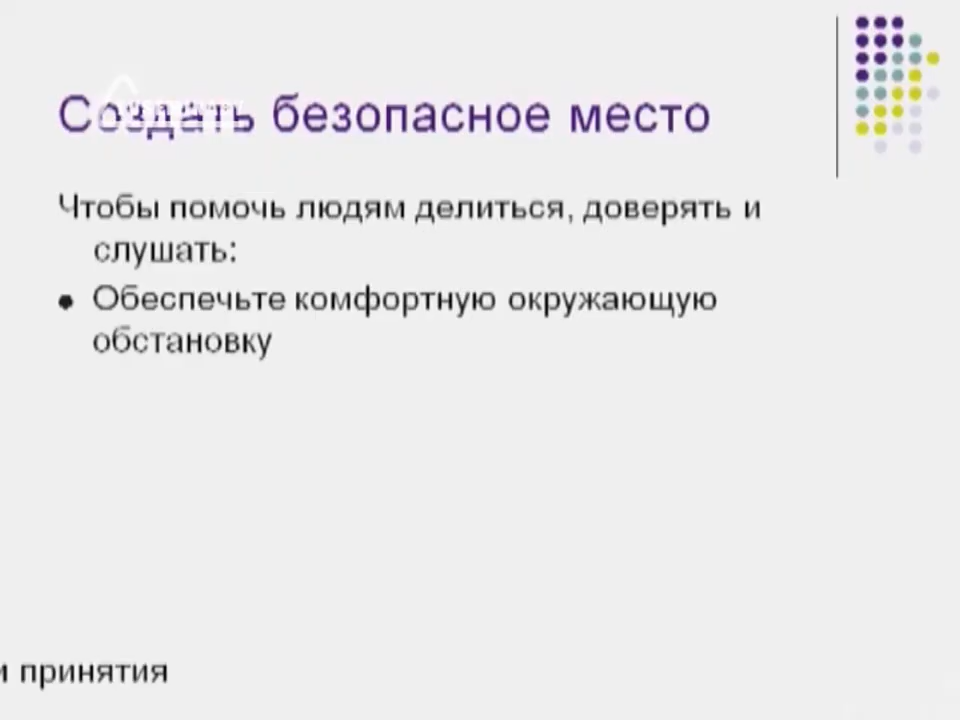 Создать безопасное место
Чтобы помочь людям делиться, доверять и
слушать:
Обеспечьте комфортную окружающую
обстановку
и принятия